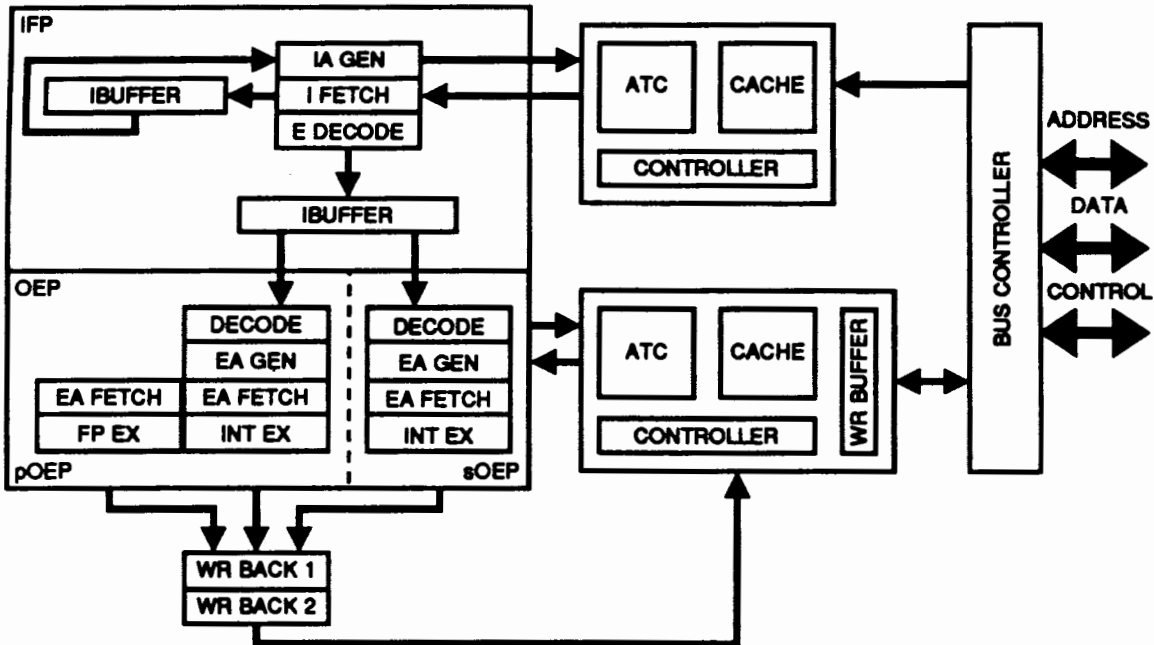 IFP
IA GEN
IBUFFER
I FETCH
E DECODE
IBUFFER
ATC
CACHE
CONTROLLER
BUS CONTROLLER
ADDRESS
DATA
CONTROL
OEP
DECODE
EA GEN
EA FETCH
EA FETCH
FP EX
INT EX
pOEP
DECODE
EA GEN
EA FETCH
INT EX
sOEP
ATC
CACHE
WR BUFFER
CONTROLLER
WR BACK 1
WR BACK 2